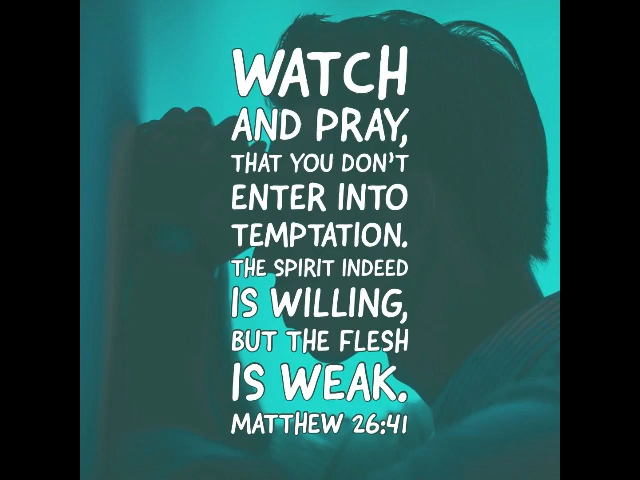 WATCH
AND PRAY,
THAT YOU DON'T
ENTER INTO
TEMPTATION.
THE SPIRIT INDEED
IS WILLING,
BUT THE FLESH
IS WEAK.
MATTHEW 26:41